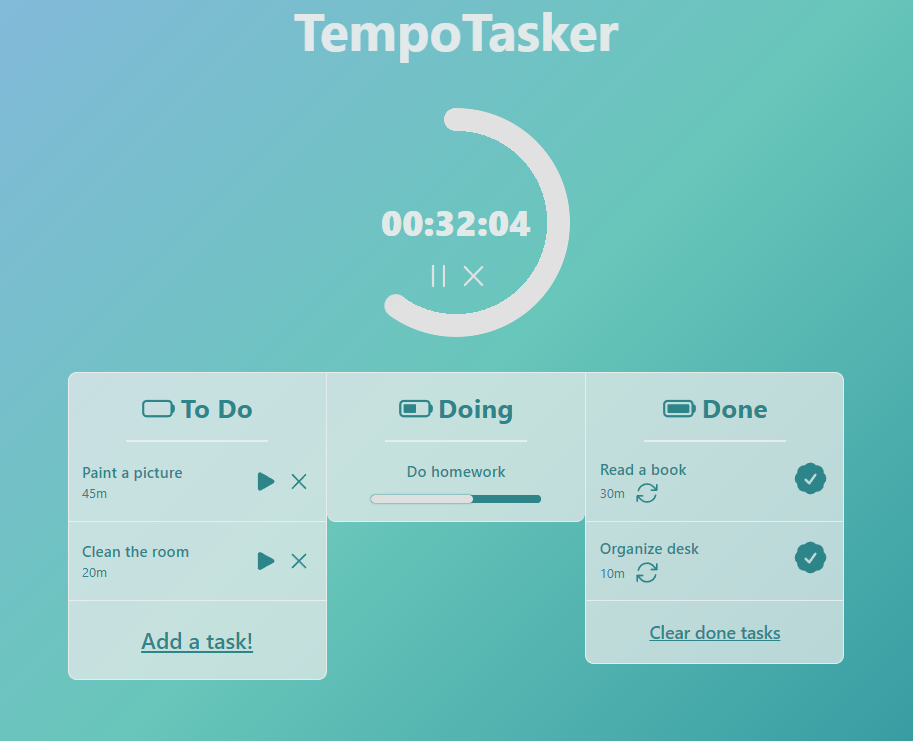 TempoTasker
00:32:04
To Do
Paint a picture
45m
Clean the room
20m
Add a task!
Doing
Do homework
Done
Read a book
30m
Organize desk
10m
Clear done tasks